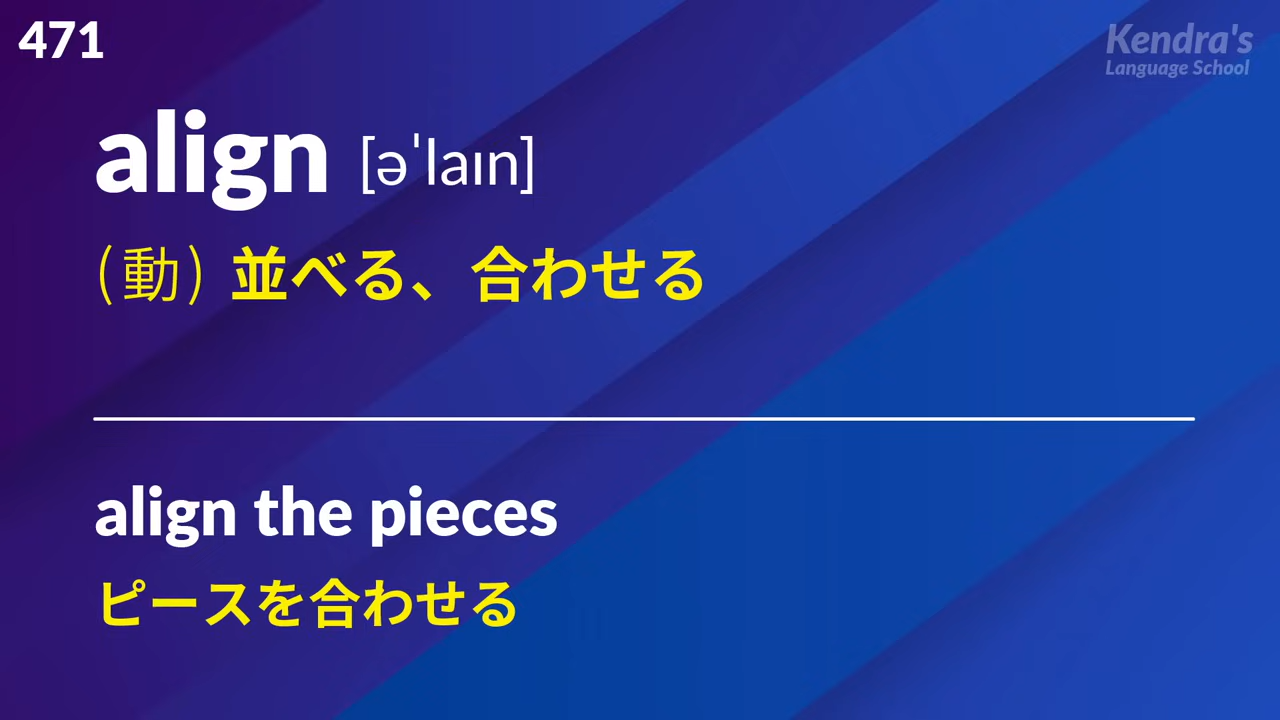 471
Kendra's
Language School
align [əˈlaɪn]
(動) 並べる、合わせる
align the pieces
ピースを合わせる